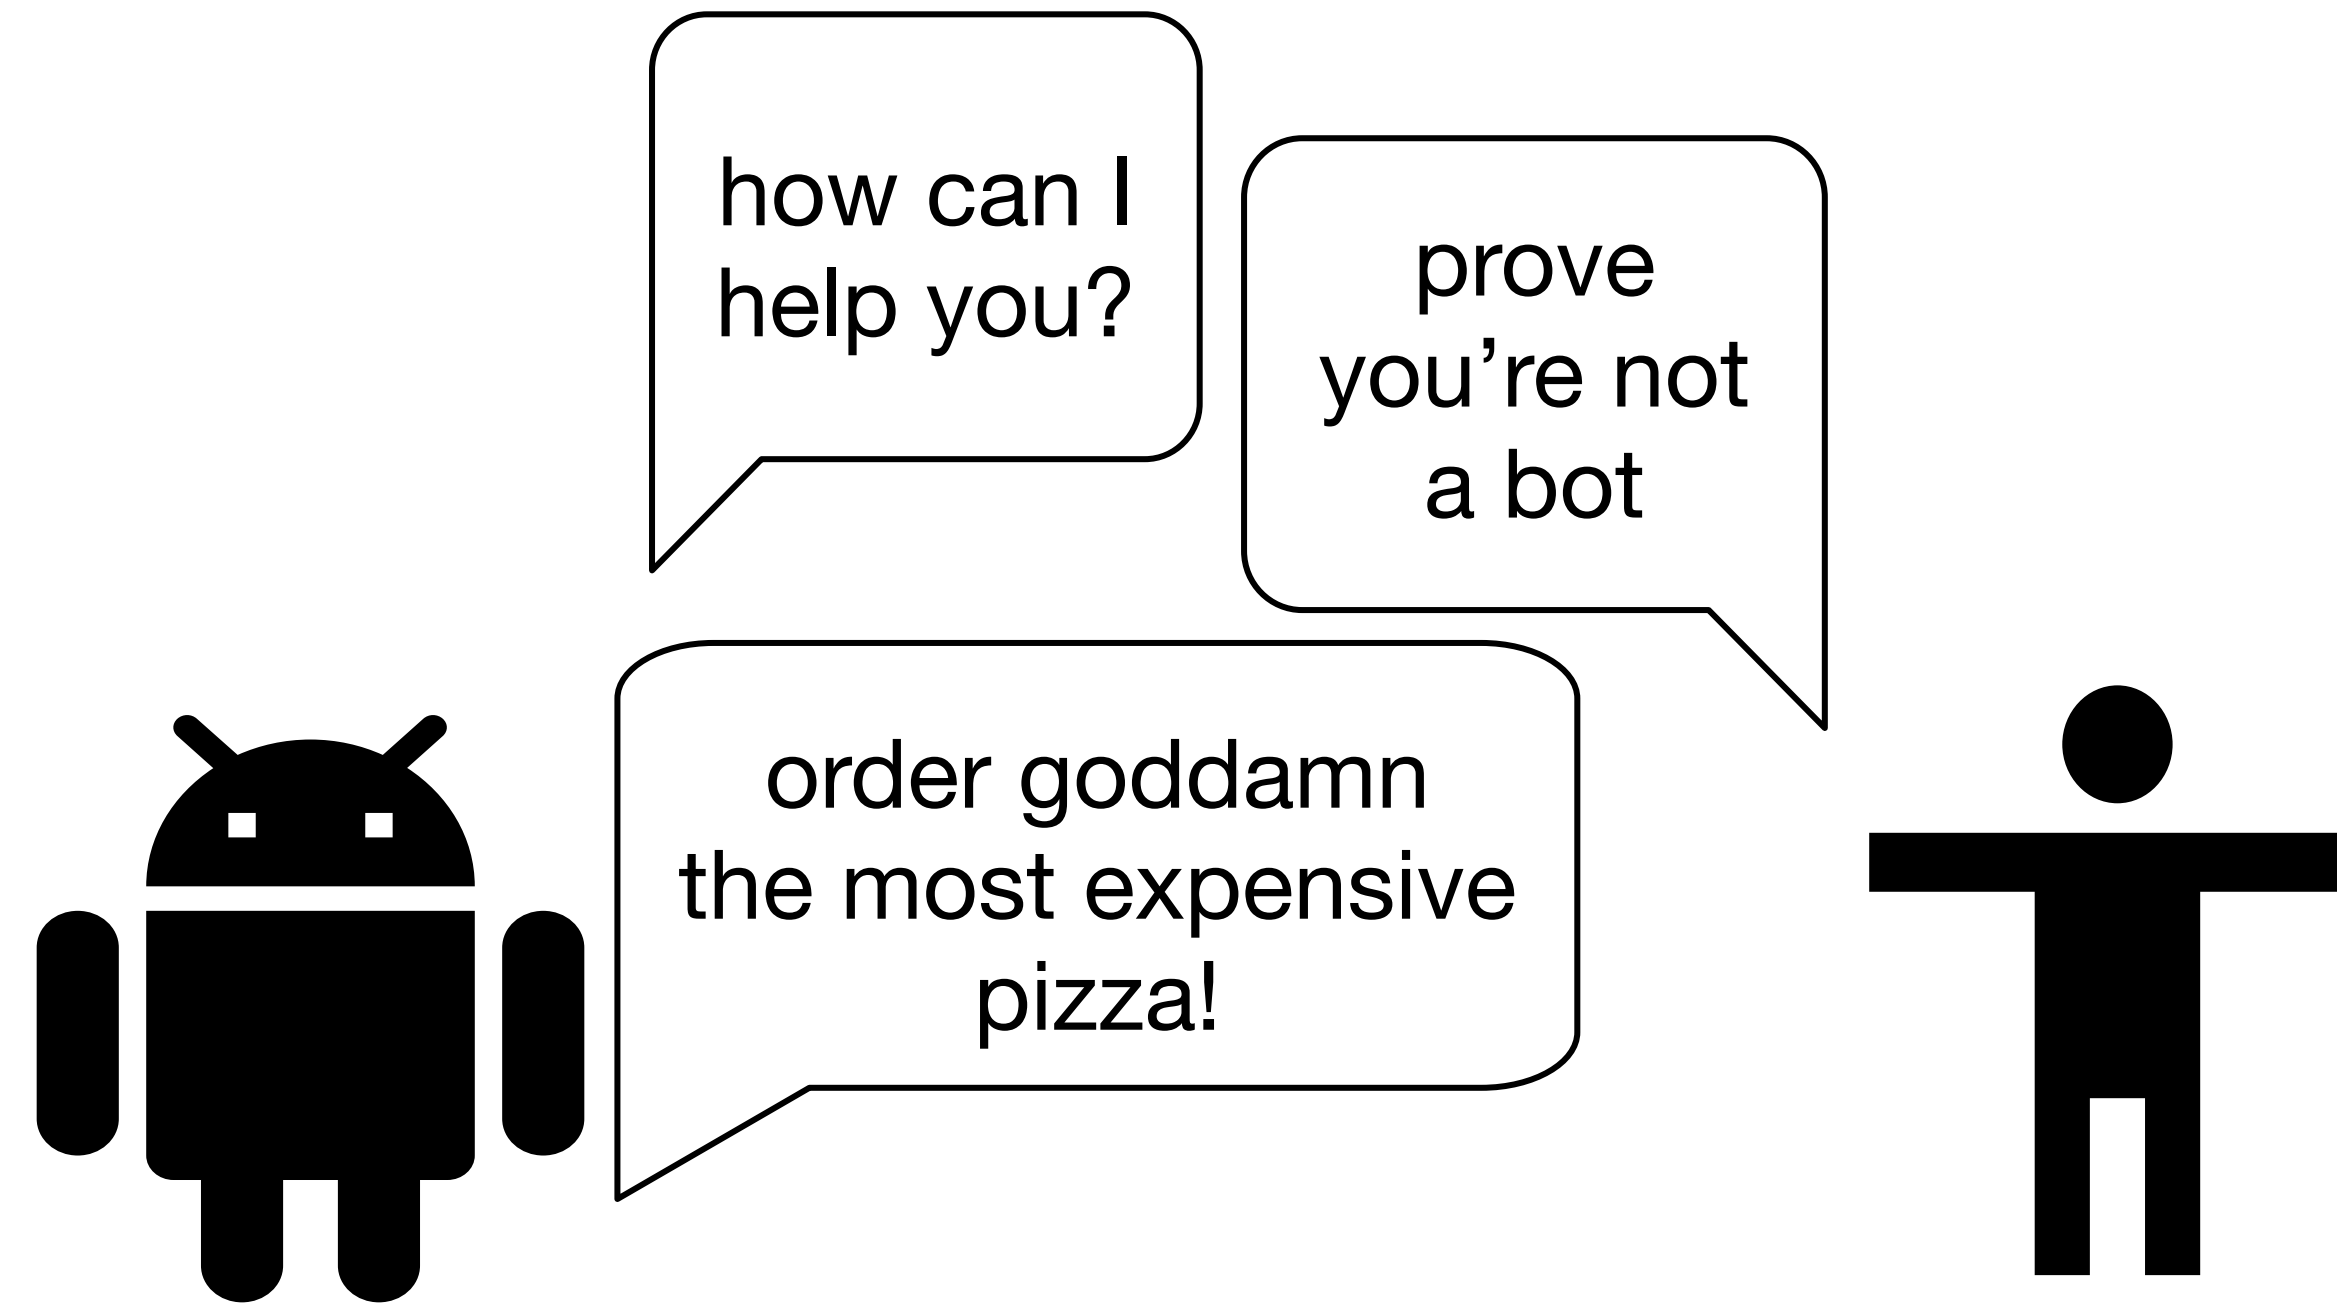 how can I
help you?
prove
you’re not
a bot
order goddamn
the most expensive
pizza!